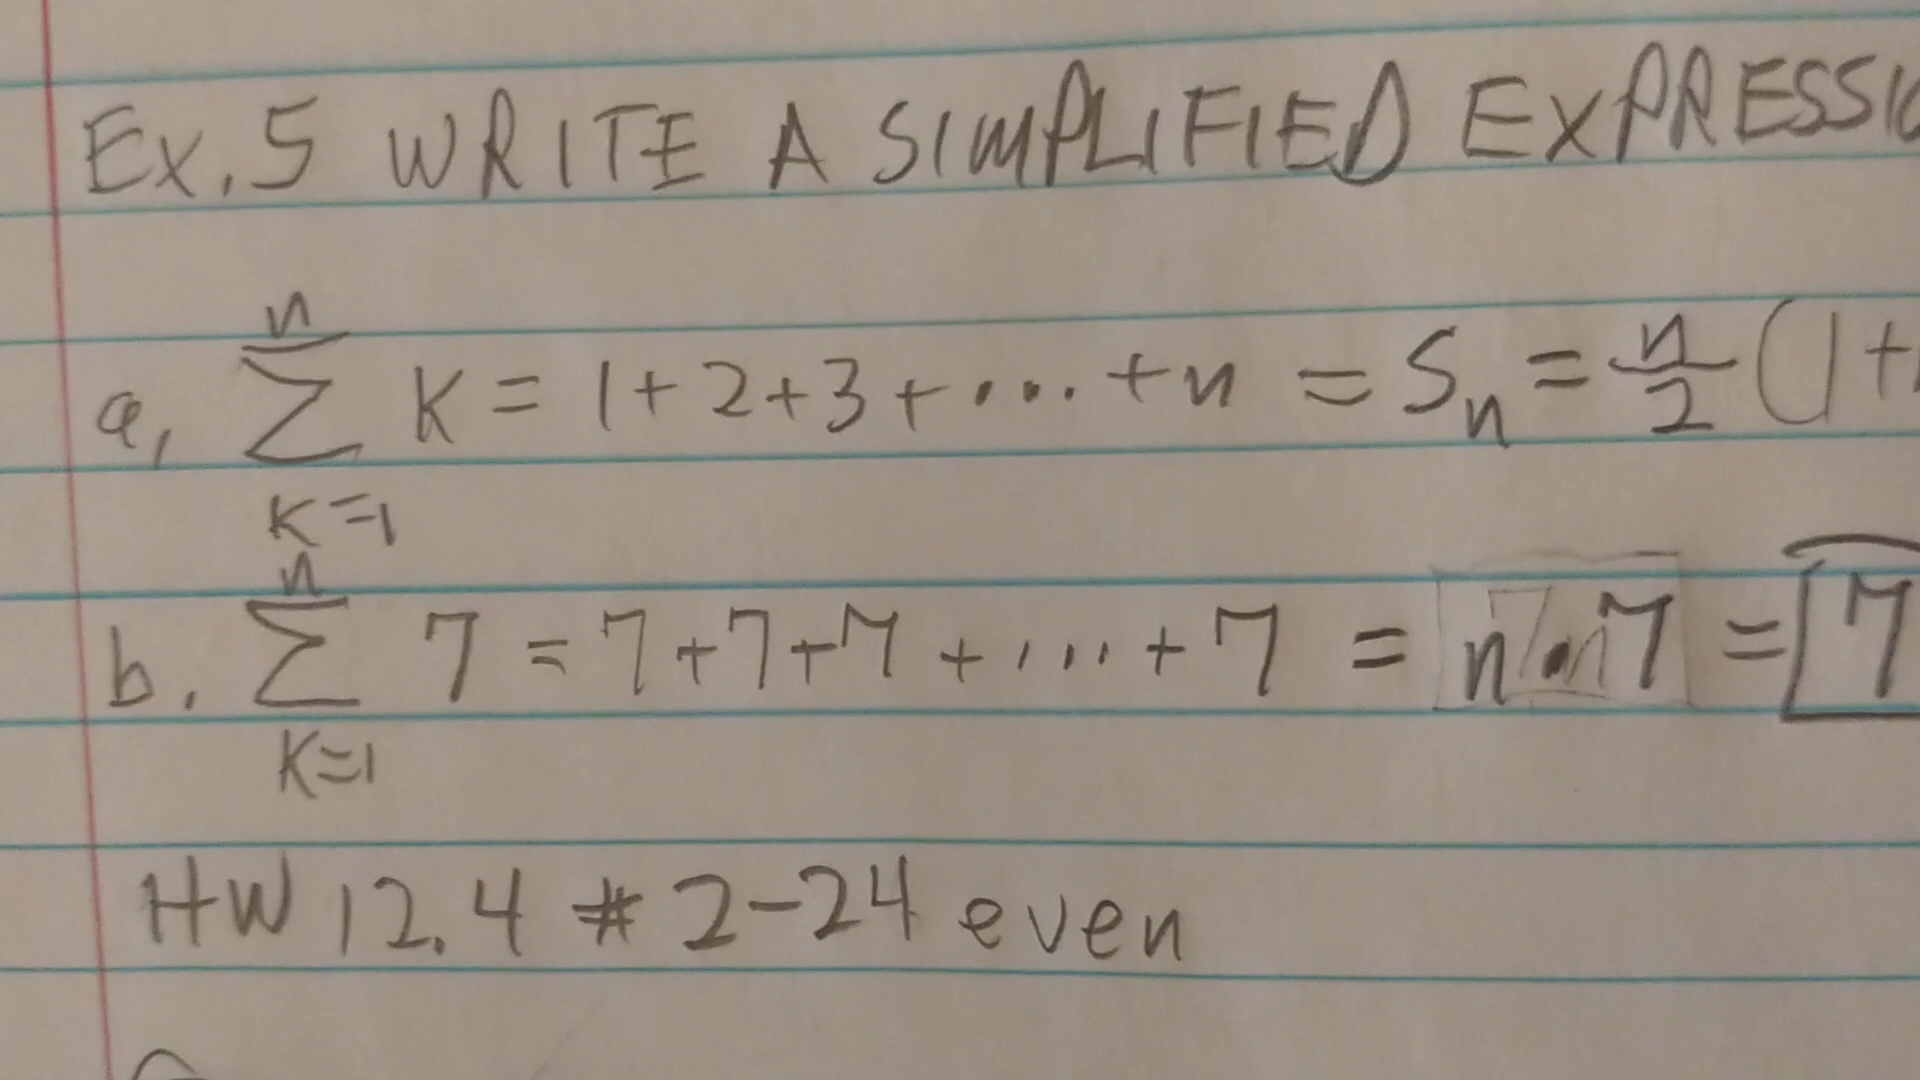 Ex. 5 WRITE A SIMPLIFIED
n
a, Σ K = 1+2+3+...+n = Sn = n/2 (1+
K=1
n
b. Σ 7 = 7+7+7+...+7 = n•7 = 7
K=1
HW 12.4 # 2-24 even